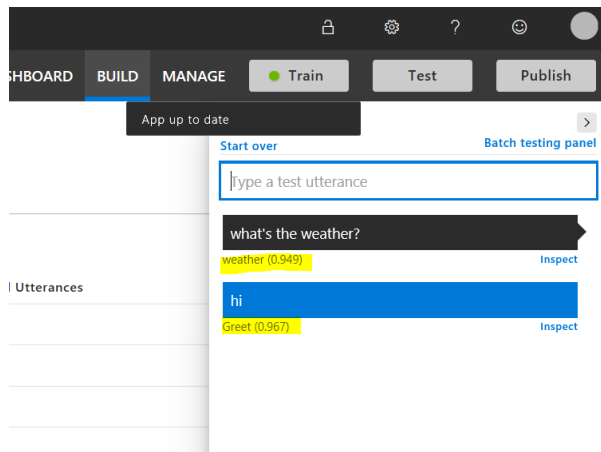 ?
SHBOARD BUILD MANAGE Train Test Publish
App up to date
>
Start over Batch testing panel
Type a test utterance
what's the weather?
weather (0.949) Inspect
Utterances
hi
Greet (0.967) Inspect